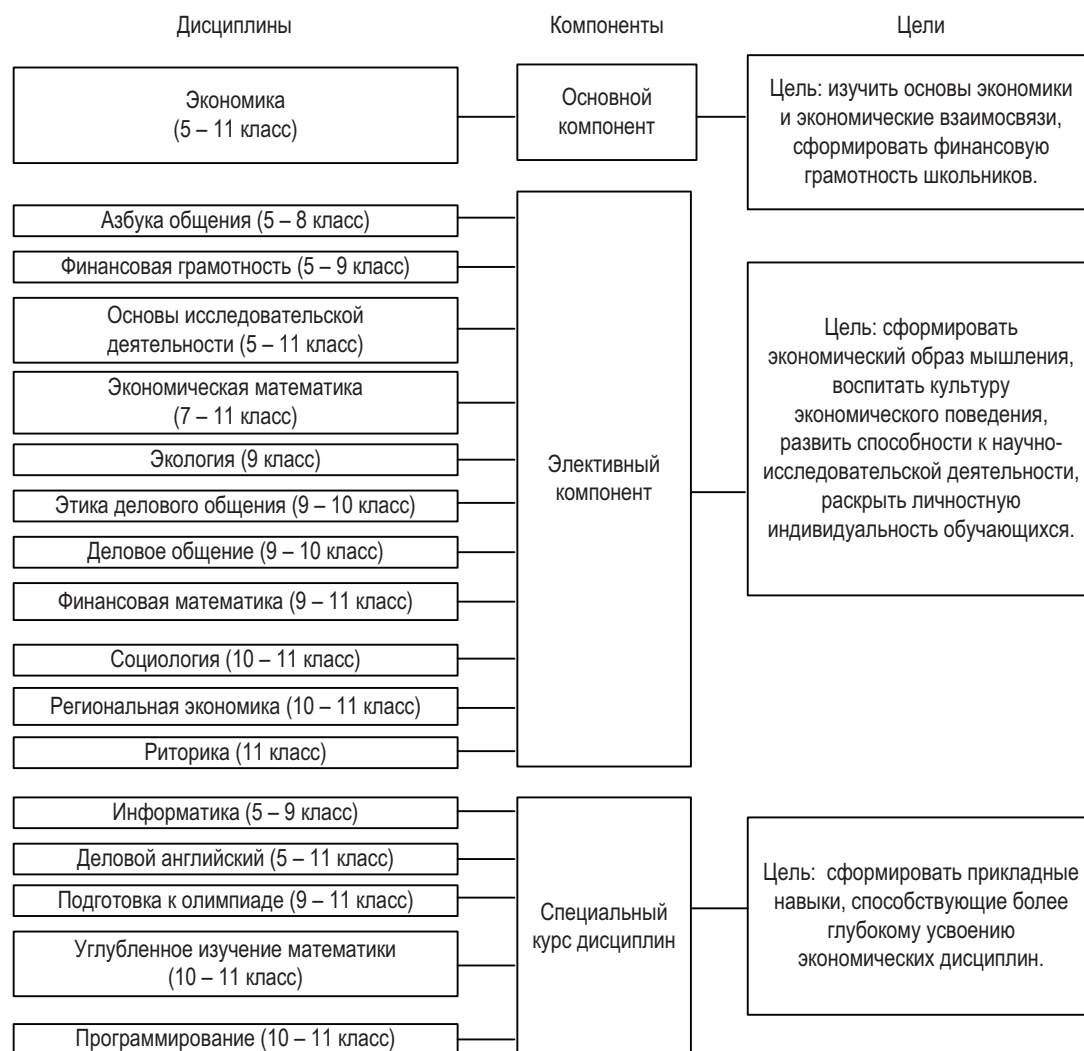 Дисциплины
Компоненты
Цели
Экономика
(5 – 11 класс)
Основной
компонент
Цель: изучить основы экономики
и экономические взаимосвязи,
сформировать финансовую
грамотность школьников.
Азбука общения (5 – 8 класс)
Финансовая грамотность (5 – 9 класс)
Основы исследовательской
деятельности (5 – 11 класс)
Экономическая математика
(7 – 11 класс)
Экология (9 класс)
Этика делового общения (9 – 10 класс)
Деловое общение (9 – 10 класс)
Финансовая математика (9 – 11 класс)
Социология (10 – 11 класс)
Региональная экономика (10 – 11 класс)
Риторика (11 класс)
Элективный
компонент
Цель: сформировать
экономический образ мышления,
воспитать культуру
экономического поведения,
развить способности к научно-
исследовательской деятельности,
раскрыть личностную
индивидуальность обучающихся.
Информатика (5 – 9 класс)
Деловой английский (5 – 11 класс)
Подготовка к олимпиаде (9 – 11 класс)
Углубленное изучение математики
(10 – 11 класс)
Программирование (10 – 11 класс)
Специальный
курс дисциплин
Цель: сформировать прикладные
навыки, способствующие более
глубокому усвоению
экономических дисциплин.